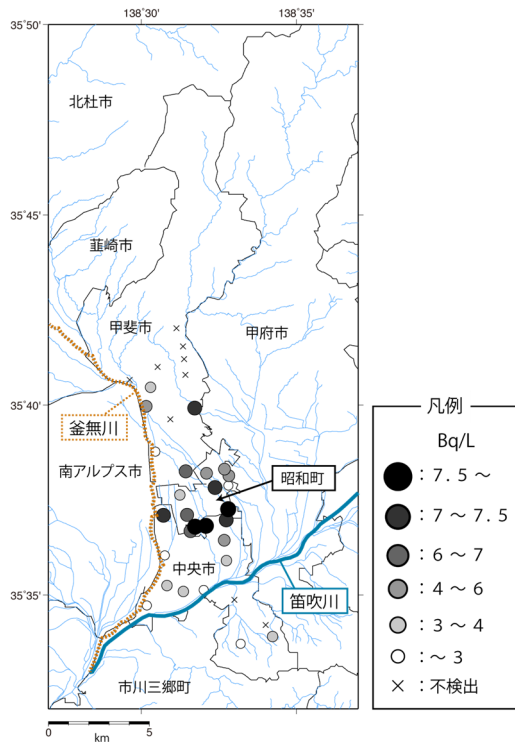 138˚30' 138˚35'
35˚50'
北杜市
35˚45'
韮崎市
甲斐市
甲府市
35˚40'
釜無川
南アルプス市
昭和町
中央市
35˚35'
笛吹川
市川三郷町
0 5
km
凡例
Bq/L
：７．５〜
：７〜７．５
：６〜７
：４〜６
：３〜４
：〜３
×：不検出